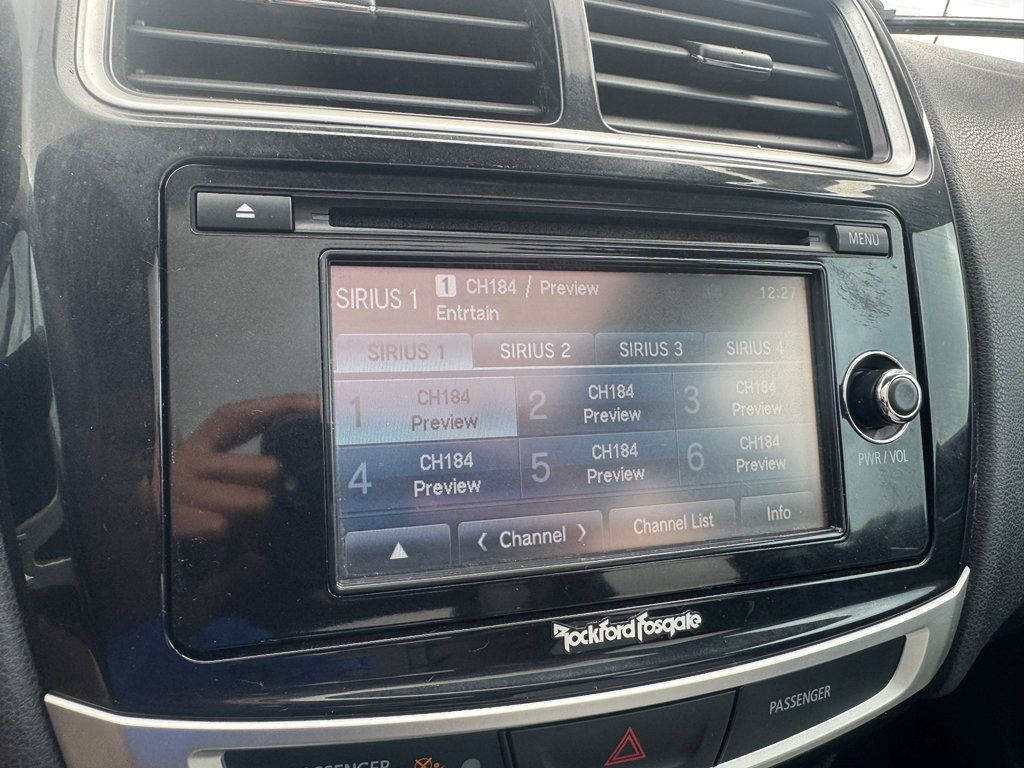 MENU
SIRIUS 1
1 CH184 / Preview
12:27
Entrtain
SIRIUS 1 SIRIUS 2 SIRIUS 3 SIRIUS 4
1 CH184 Preview
2 CH184 Preview
3 CH184 Preview
4 CH184 Preview
5 CH184 Preview
6 CH184 Preview
< Channel >
Channel List
Info
PWR / VOL
Rockford Fosgate
PASSENGER
PASSENGER